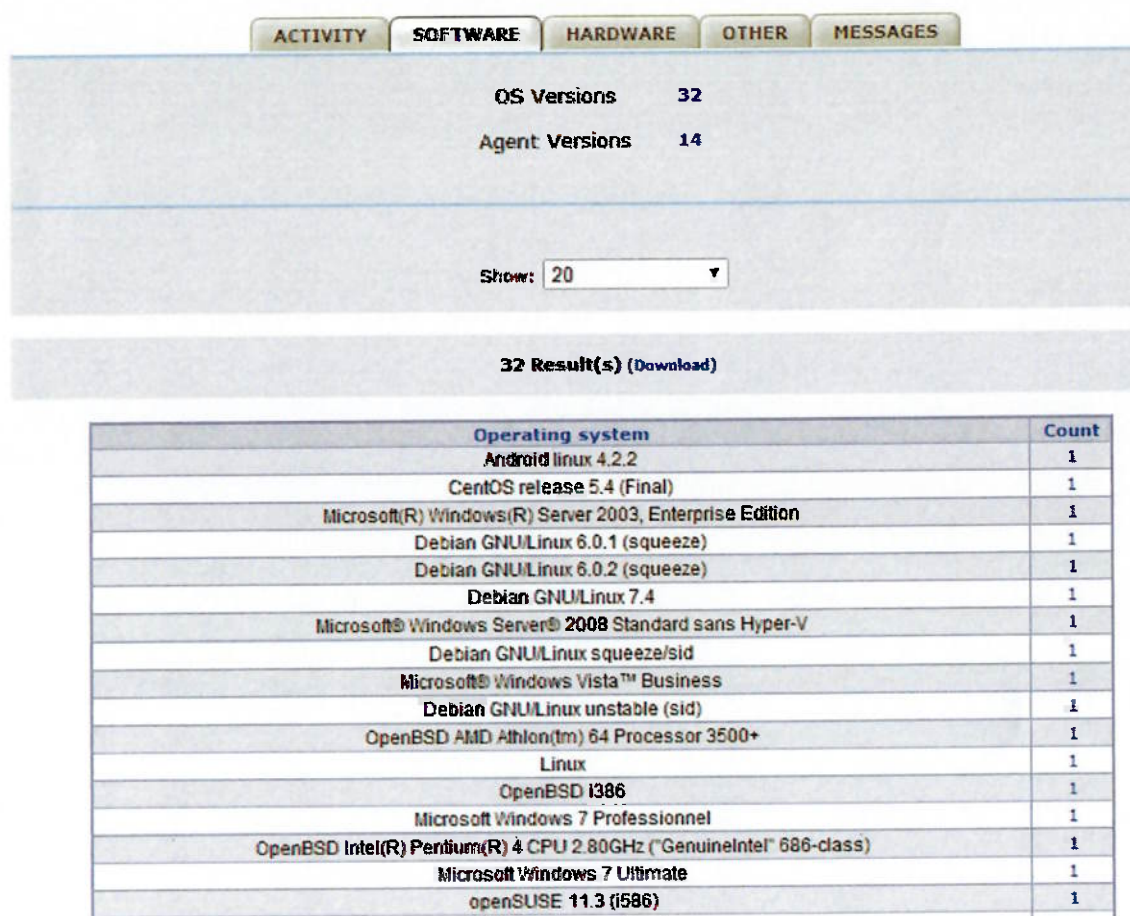 ACTIVITY SOFTWARE HARDWARE OTHER MESSAGES
OS Versions 32
Agent Versions 14
Show: 20
32 Result(s) (Download)
Operating system Count
Android linux 4.2.2 1
CentOS release 5.4 (Final) 1
Microsoft(R) Windows(R) Server 2003, Enterprise Edition 1
Debian GNU/Linux 6.0.1 (squeeze) 1
Debian GNU/Linux 6.0.2 (squeeze) 1
Debian GNU/Linux 7.4 1
Microsoft® Windows Server® 2008 Standard sans Hyper-V 1
Debian GNU/Linux squeeze/sid 1
Microsoft® Windows Vista™ Business 1
Debian GNU/Linux unstable (sid) 1
OpenBSD AMD Athlon(tm) 64 Processor 3500+ 1
Linux 1
OpenBSD i386 1
Microsoft Windows 7 Professionnel 1
OpenBSD Intel(R) Pentium(R) 4 CPU 2.80GHz ("GenuineIntel" 686-class) 1
Microsoft Windows 7 Ultimate 1
openSUSE 11.3 (i586) 1